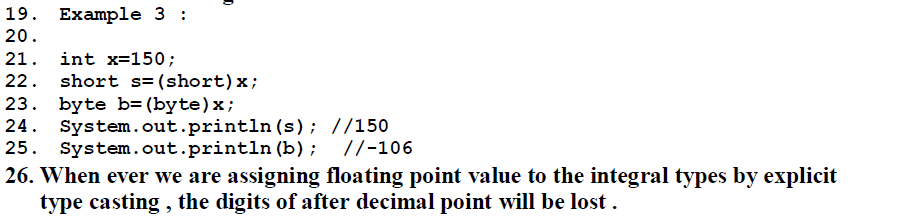 19. Example 3 :
20.
21. int x=150;
22. short s=(short)x;
23. byte b=(byte)x;
24. System.out.println(s); //150
25. System.out.println(b); //-106
26. When ever we are assigning floating point value to the integral types by explicit
type casting , the digits of after decimal point will be lost .